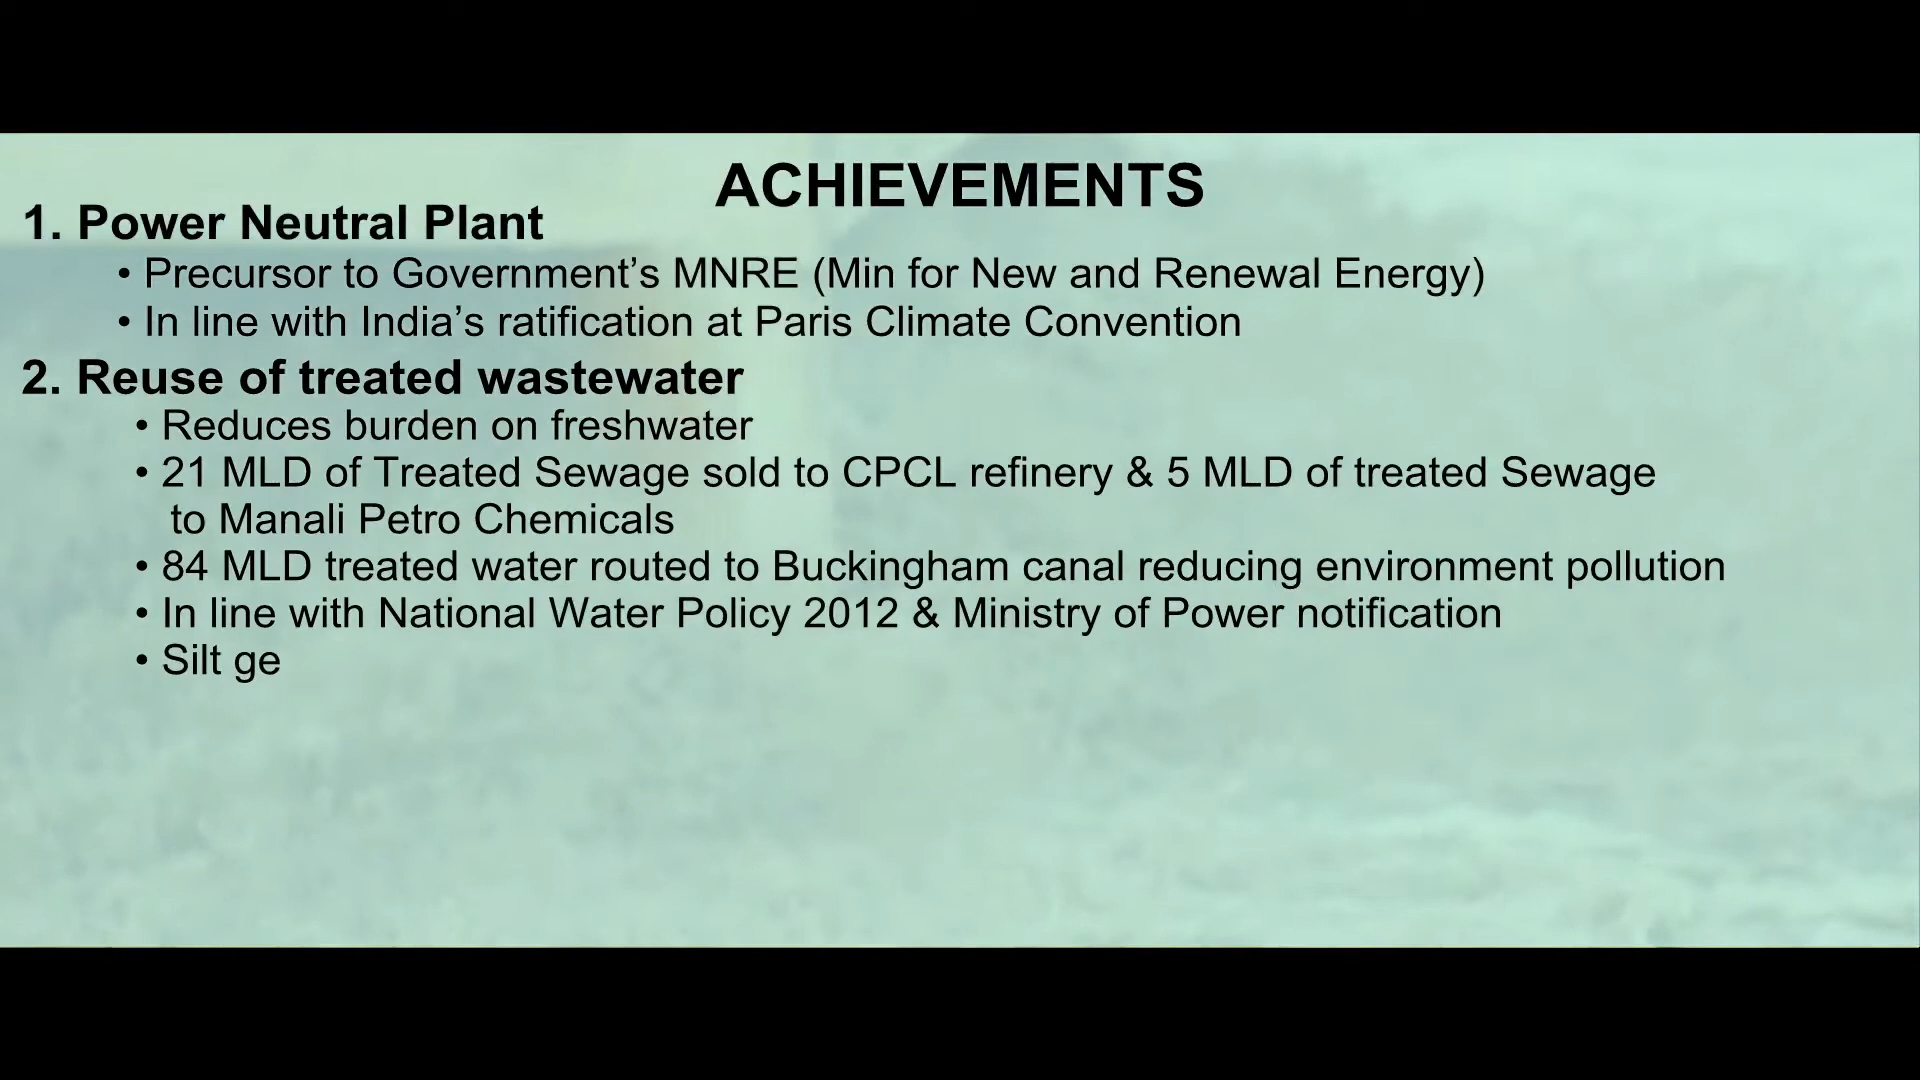 ACHIEVEMENTS
1. Power Neutral Plant
• Precursor to Government’s MNRE (Min for New and Renewal Energy)
• In line with India’s ratification at Paris Climate Convention
2. Reuse of treated wastewater
• Reduces burden on freshwater
• 21 MLD of Treated Sewage sold to CPCL refinery & 5 MLD of treated Sewage
to Manali Petro Chemicals
• 84 MLD treated water routed to Buckingham canal reducing environment pollution
• In line with National Water Policy 2012 & Ministry of Power notification
• Silt ge